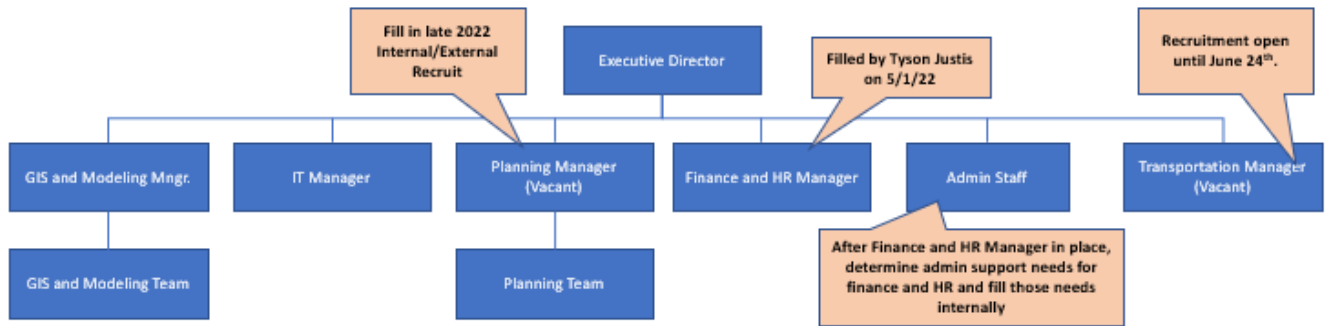 Fill in late 2022
Internal/External
Recruit
Executive Director
Filled by Tyson Justis
on 5/1/22
Recruitment open
until June 24th.
GIS and Modeling Mngr.
IT Manager
Planning Manager
(Vacant)
Finance and HR Manager
Admin Staff
Transportation Manager
(Vacant)
GIS and Modeling Team
Planning Team
After Finance and HR Manager in place,
determine admin support needs for
finance and HR and fill those needs
internally